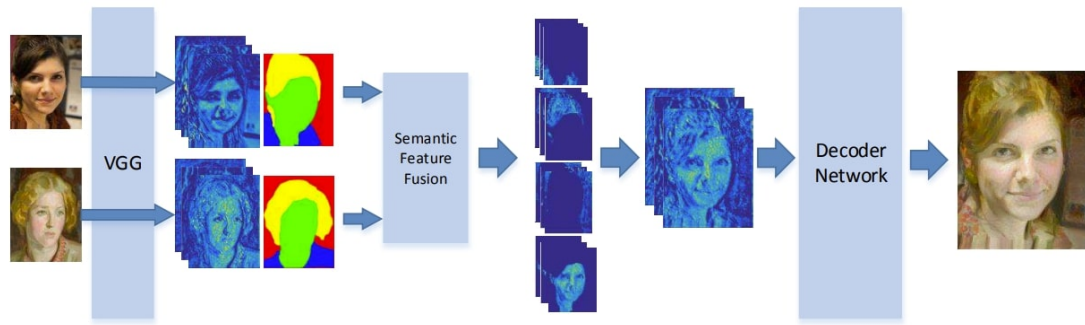 VGG
Semantic
Feature
Fusion
Decoder
Network